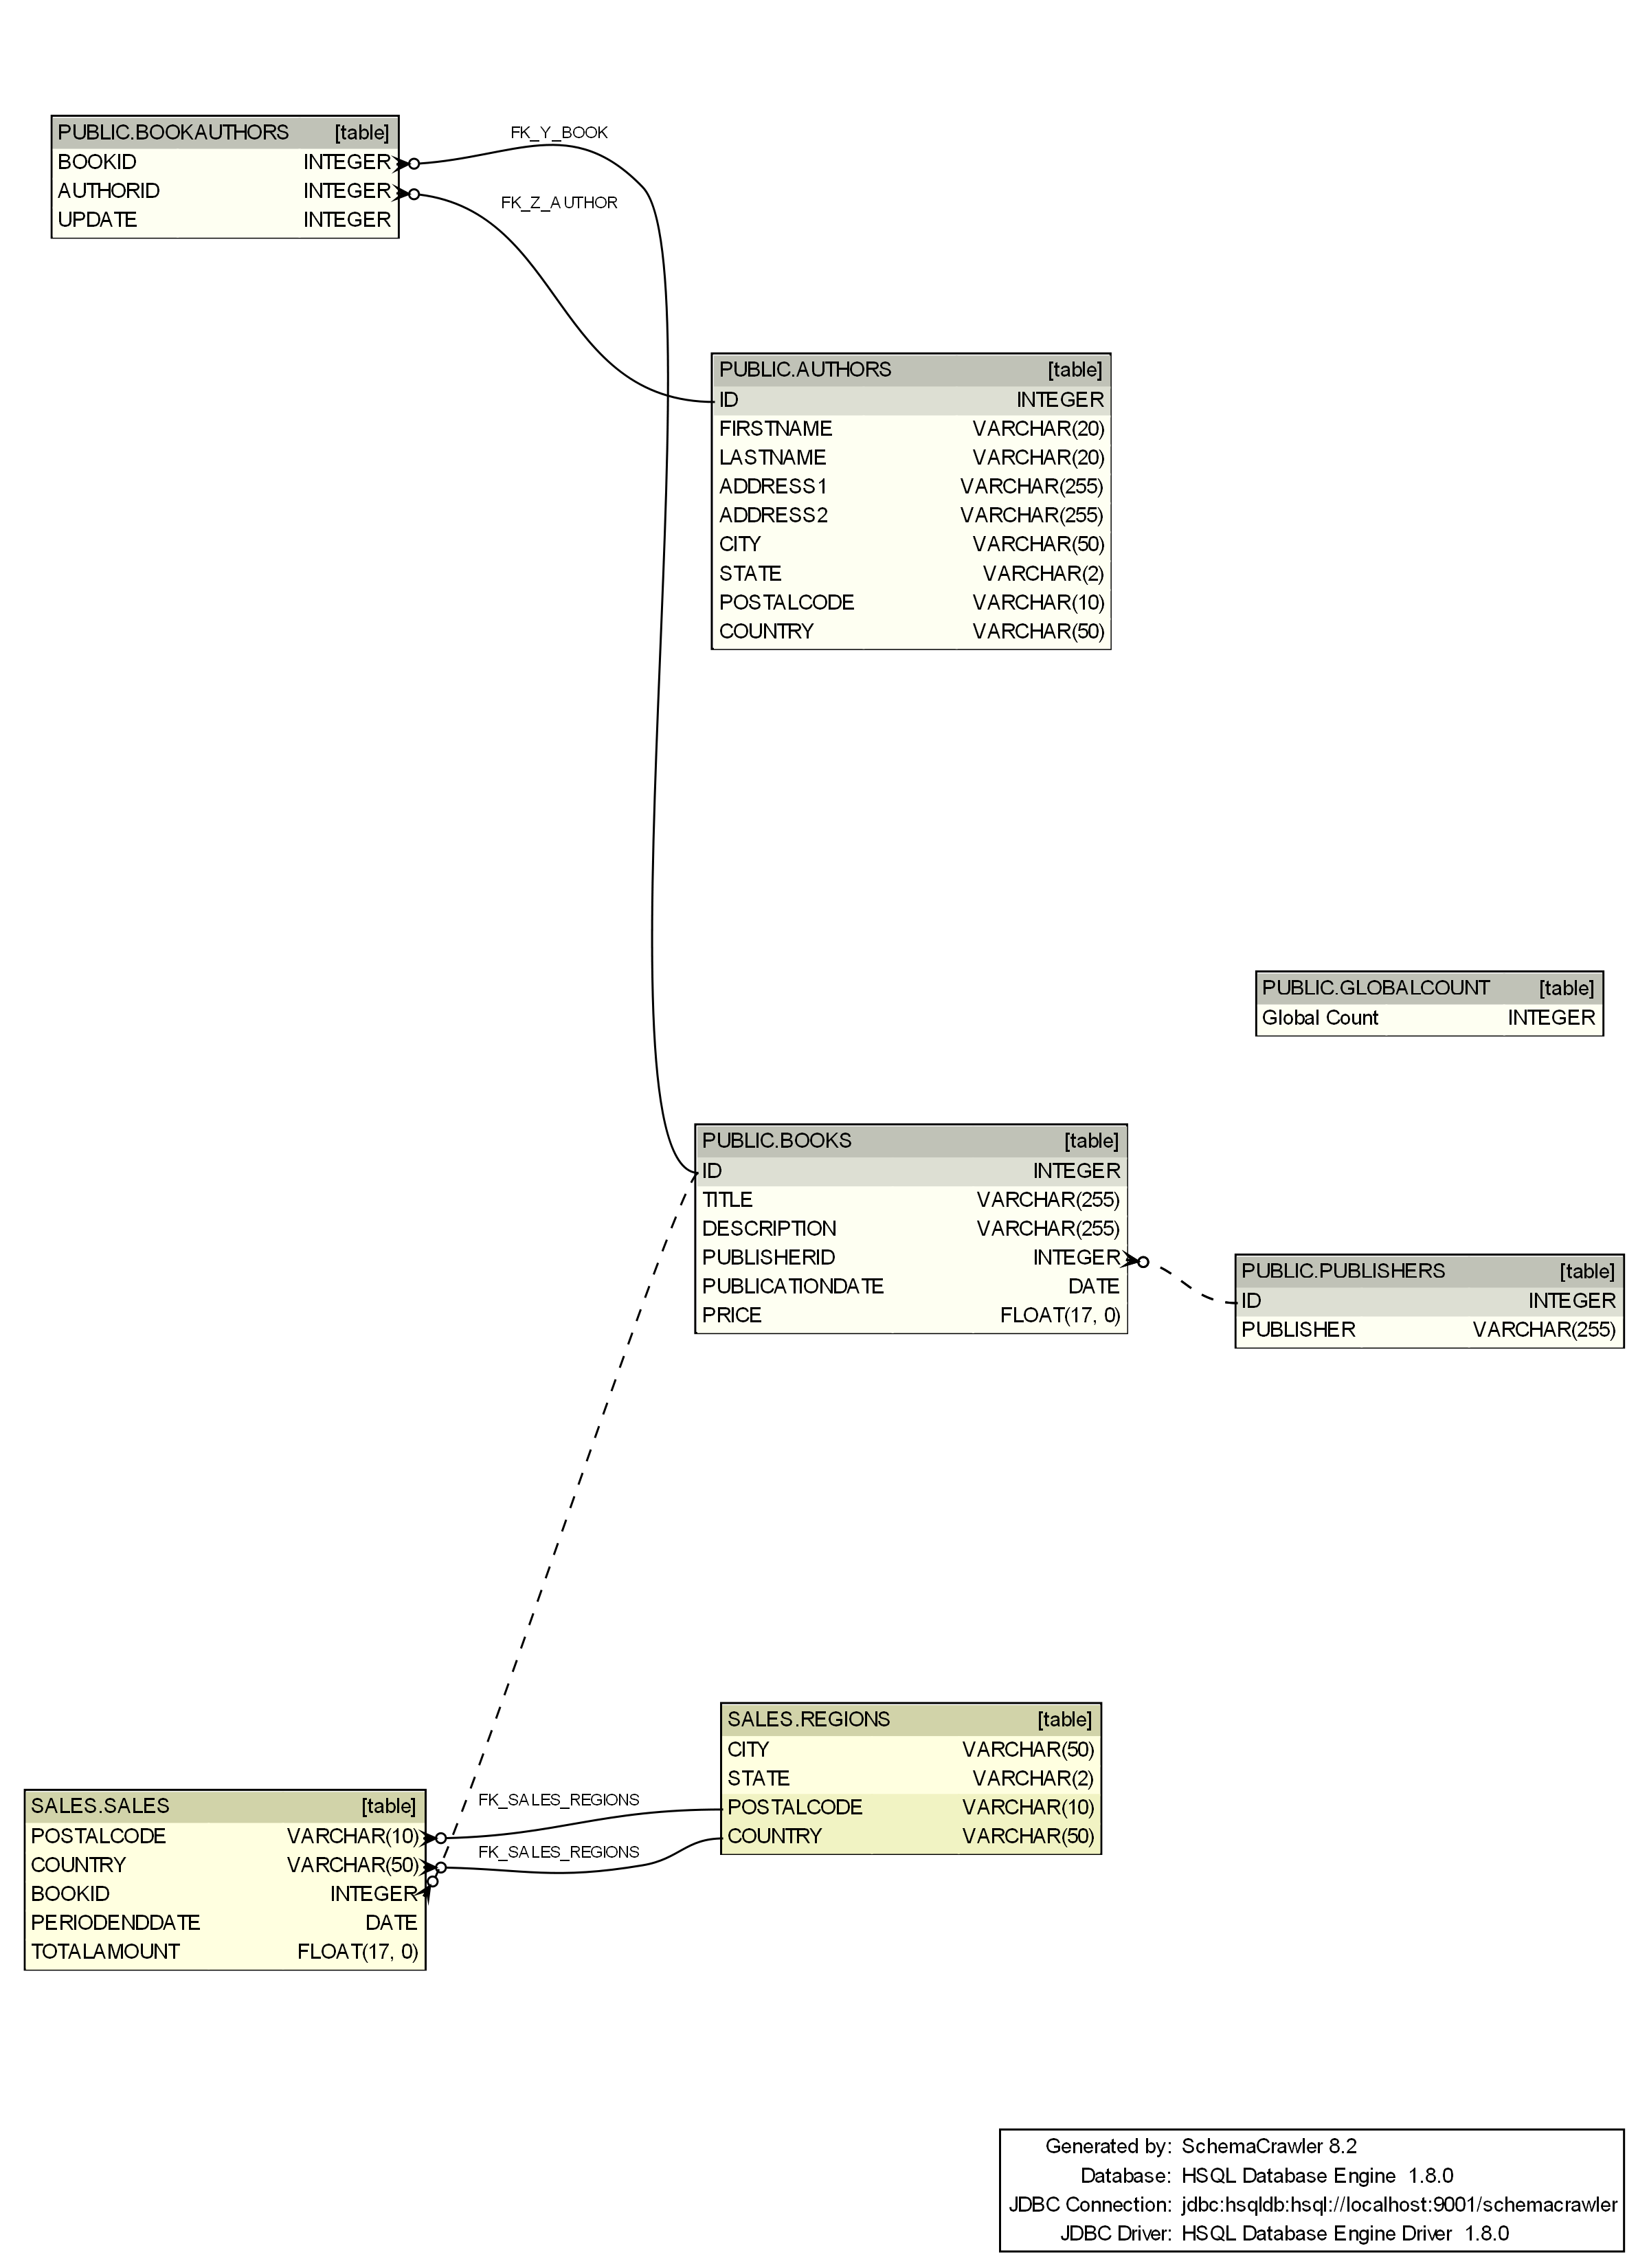 PUBLIC.BOOKAUTHORS [table]
BOOKID INTEGER
AUTHORID INTEGER
UPDATE INTEGER
FK_Y_BOOK
FK_Z_AUTHOR
PUBLIC.AUTHORS [table]
ID INTEGER
FIRSTNAME VARCHAR(20)
LASTNAME VARCHAR(20)
ADDRESS1 VARCHAR(255)
ADDRESS2 VARCHAR(255)
CITY VARCHAR(50)
STATE VARCHAR(2)
POSTALCODE VARCHAR(10)
COUNTRY VARCHAR(50)
PUBLIC.GLOBALCOUNT [table]
Global Count INTEGER
PUBLIC.BOOKS [table]
ID INTEGER
TITLE VARCHAR(255)
DESCRIPTION VARCHAR(255)
PUBLISHERID INTEGER
PUBLICATIONDATE DATE
PRICE FLOAT(17, 0)
PUBLIC.PUBLISHERS [table]
ID INTEGER
PUBLISHER VARCHAR(255)
SALES.REGIONS [table]
CITY VARCHAR(50)
STATE VARCHAR(2)
POSTALCODE VARCHAR(10)
COUNTRY VARCHAR(50)
FK_SALES_REGIONS
FK_SALES_REGIONS
SALES.SALES [table]
POSTALCODE VARCHAR(10)
COUNTRY VARCHAR(50)
BOOKID INTEGER
PERIODENDDATE DATE
TOTALAMOUNT FLOAT(17, 0)
Generated by: SchemaCrawler 8.2
Database: HSQL Database Engine 1.8.0
JDBC Connection: jdbc:hsqldb:hsql://localhost:9001/schemacrawler
JDBC Driver: HSQL Database Engine Driver 1.8.0